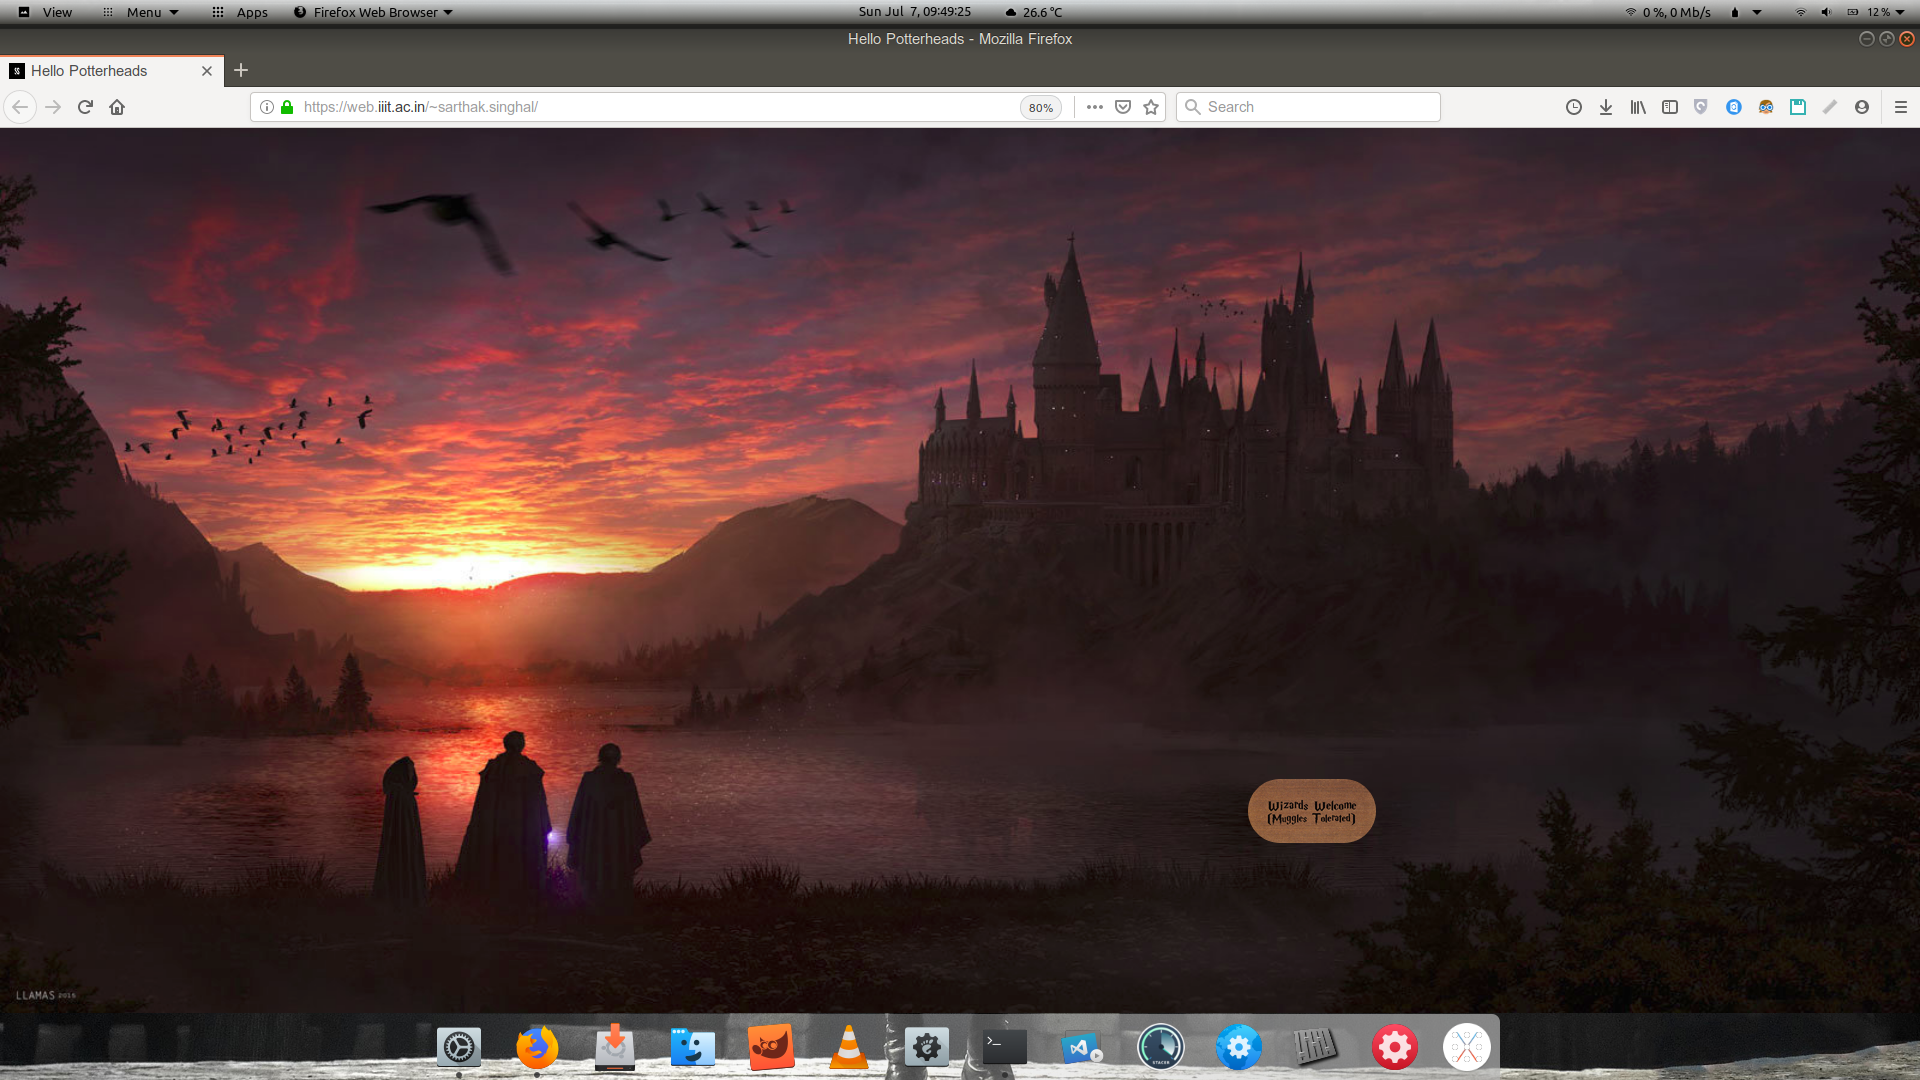 View Menu Apps Firefox Web Browser Sun Jul 7, 09:49:25 26.6 °C 0 %, 0 Mb/s 12 %
Hello Potterheads - Mozilla Firefox
Hello Potterheads
https://web.iiit.ac.in/~sarthak.singhal/ 80% Search
Wizards Welcome
(Muggles Tolerated)
LLAMAS 2015
STACER